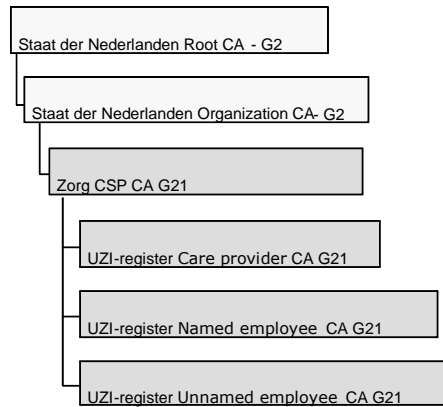 Staat der Nederlanden Root CA - G2
Staat der Nederlanden Organization CA- G2
Zorg CSP CA G21
UZI-register Care provider CA G21
UZI-register Named employee CA G21
UZI-register Unnamed employee CA G21